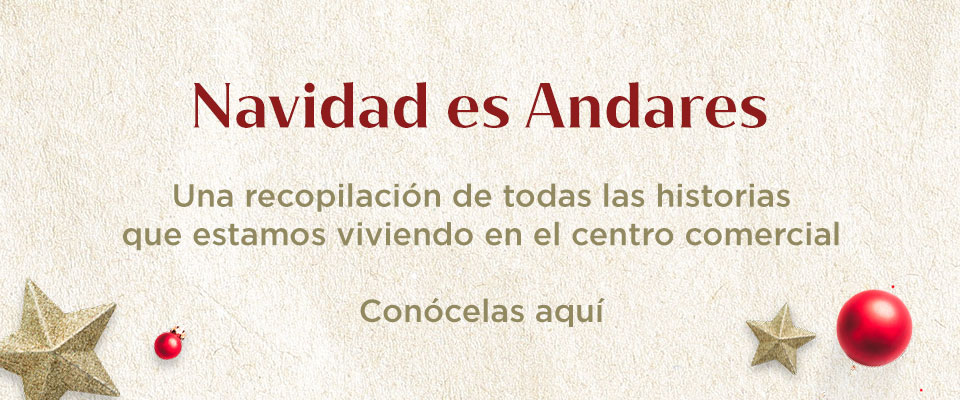 Navidad es Andares
Una recopilación de todas las historias
que estamos viviendo en el centro comercial
Conócelas aquí